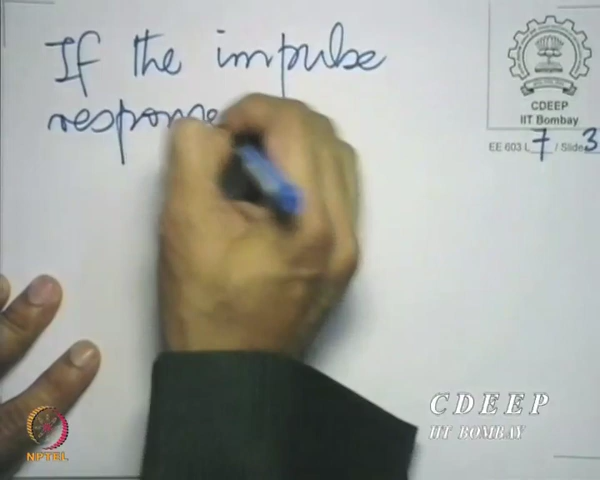 If the impulse
response
CDEEP
IIT Bombay
EE 603 L 7 / Slide 3
CDEEP
IIT BOMBAY
NPTEL